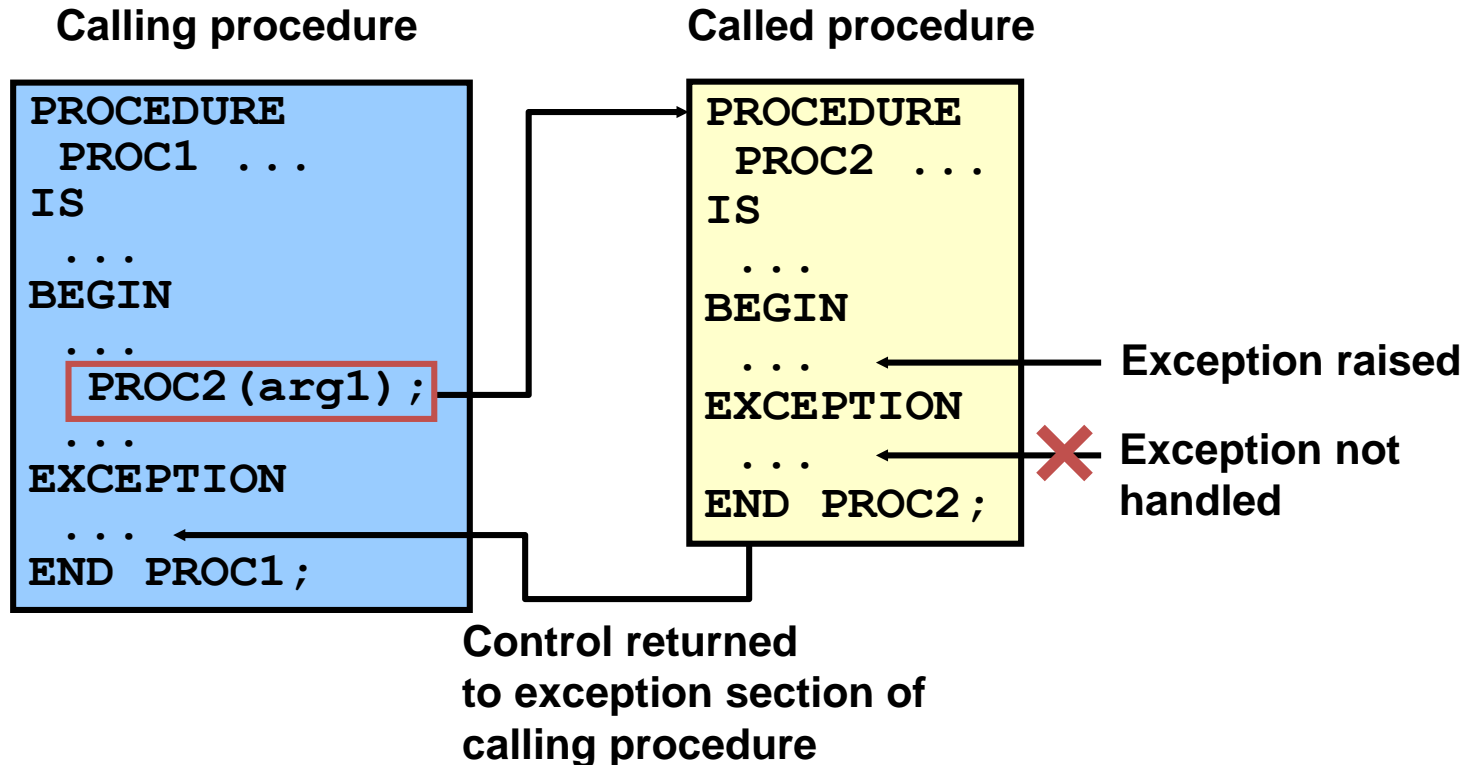 Calling procedure
PROCEDURE
PROC1 ...
IS
...
BEGIN
...
PROC2(arg1);
...
EXCEPTION
...
END PROC1;
Called procedure
PROCEDURE
PROC2 ...
IS
...
BEGIN
...
EXCEPTION
...
END PROC2;
Exception raised
Exception not
handled
Control returned
to exception section of
calling procedure